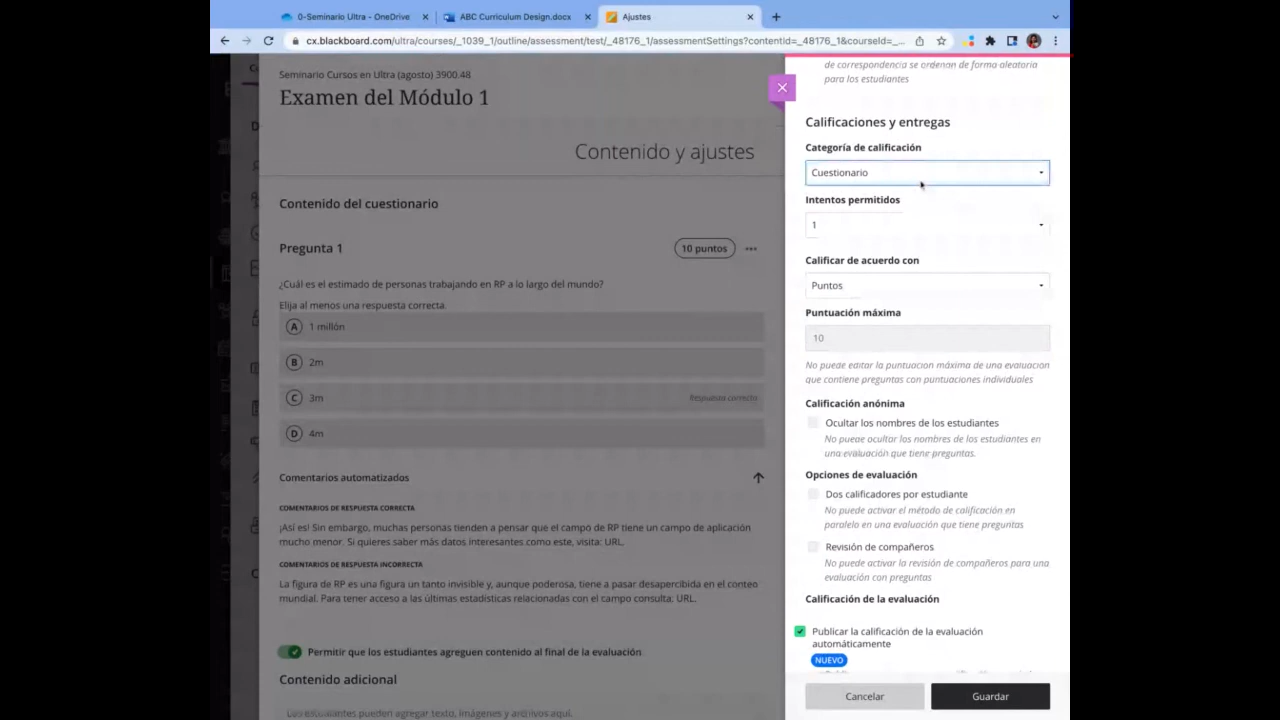 0-Seminario Ultra - OneDrive
ABC Curriculum Design.docx
Ajustes
cx.blackboard.com/ultra/courses/_1039_1/outline/assessment/test/_48176_1/assessmentSettings?contentid=_48176_1&courseId=_...
Seminario Cursos en Ultra (agosto) 3900.48
Examen del Módulo 1
Contenido y ajustes
Contenido del cuestionario
Pregunta 1
10 puntos
¿Cuál es el estimado de personas trabajando en RP a lo largo del mundo?
Elija al menos una respuesta correcta.
A 1 millón
B 2m
C 3m
Respuesta correcta
D 4m
Comentarios automatizados
COMENTARIOS DE RESPUESTA CORRECTA
¡Así es! Sin embargo, muchas personas tienden a pensar que el campo de RP tiene un campo de aplicación
mucho menor. Si quieres saber más datos interesantes como este, visita: URL.
COMENTARIOS DE RESPUESTA INCORRECTA
La figura de RP es una figura un tanto invisible y, aunque poderosa, tiene a pasar desapercibida en el conteo
mundial. Para tener acceso a las últimas estadísticas relacionadas con el campo consulta: URL.
Permitir que los estudiantes agreguen contenido al final de la evaluación
Contenido adicional
Las estudiantes pueden agregar texto, imágenes y archivos aquí.
de correspondencia se ordenan de forma aleatoria
para los estudiantes
Calificaciones y entregas
Categoría de calificación
Cuestionario
Intentos permitidos
1
Calificar de acuerdo con
Puntos
Puntuación máxima
10
No puede editar la puntuacion máxima de una evaluacion
que contiene preguntas con puntuaciones individuales
Calificación anónima
Ocultar los nombres de los estudiantes
No puede ocultar los nombres de los estudiantes en
una evaluación que tiene preguntas.
Opciones de evaluación
Dos calificadores por estudiante
No puede activar el método de calificación en
paralelo en una evaluación que tiene preguntas
Revisión de compañeros
No puede activar la revisión de compañeros para una
evaluación con preguntas
Calificación de la evaluación
Publicar la calificación de la evaluación
automáticamente
NUEVO
Cancelar
Guardar